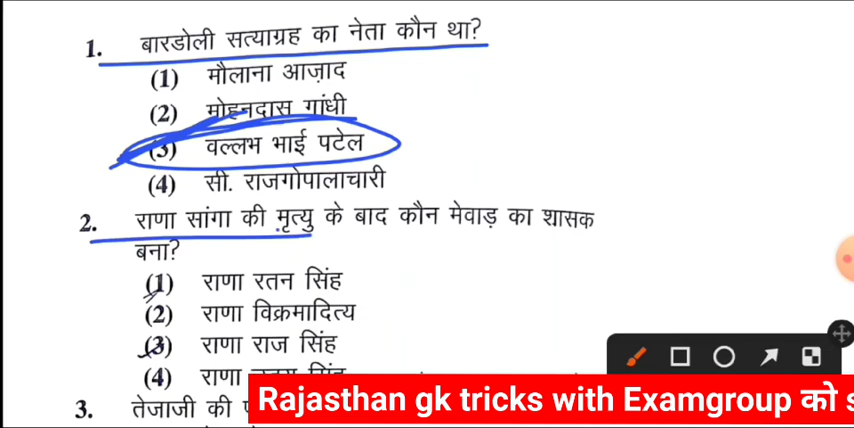 1. बारडोली सत्याग्रह का नेता कौन था?
(1) मौलाना आज़ाद
(2) मोहनदास गांधी
(3) वल्लभ भाई पटेल
(4) सी. राजगोपालाचारी
2. राणा सांगा की मृत्यु के बाद कौन मेवाड़ का शासक
बना?
(1) राणा रतन सिंह
(2) राणा विक्रमादित्य
(3) राणा राज सिंह
(4) राणा
3. तेजाजी की
Rajasthan gk tricks with Examgroup को